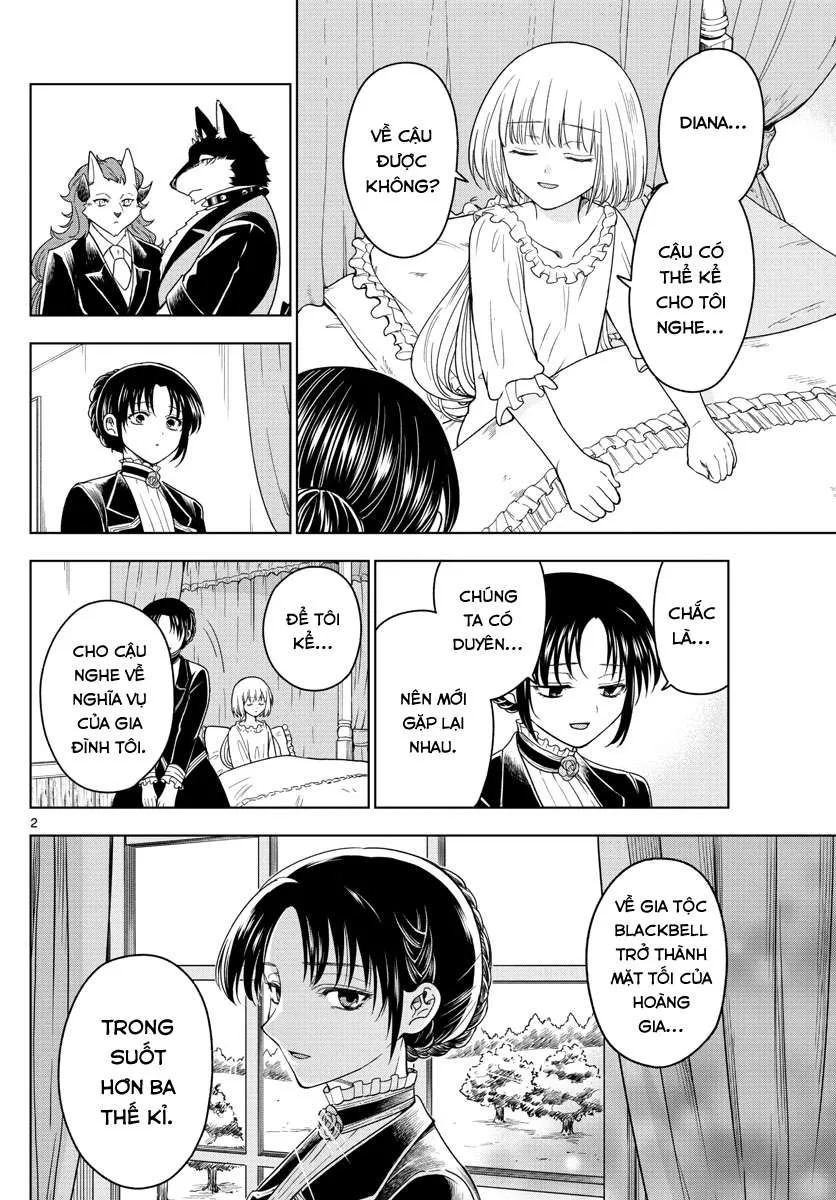 DIANA...
CẬU CÓ
THỂ KỂ
CHO TÔI
NGHE...
VỀ CẬU
ĐƯỢC
KHÔNG?
CHẮC
LÀ...
CHÚNG
TA CÓ
DUYÊN...
NÊN MỚI
GẶP LẠI
NHAU.
ĐỂ TÔI
KỂ...
CHO CẬU
NGHE VỀ
NGHĨA VỤ
CỦA GIA
ĐÌNH TÔI.
2
VỀ GIA TỘC
BLACKBELL
TRỞ THÀNH
MẶT TỐI CỦA
HOÀNG
GIA...
TRONG
SUỐT
HƠN BA
THẾ KỈ.